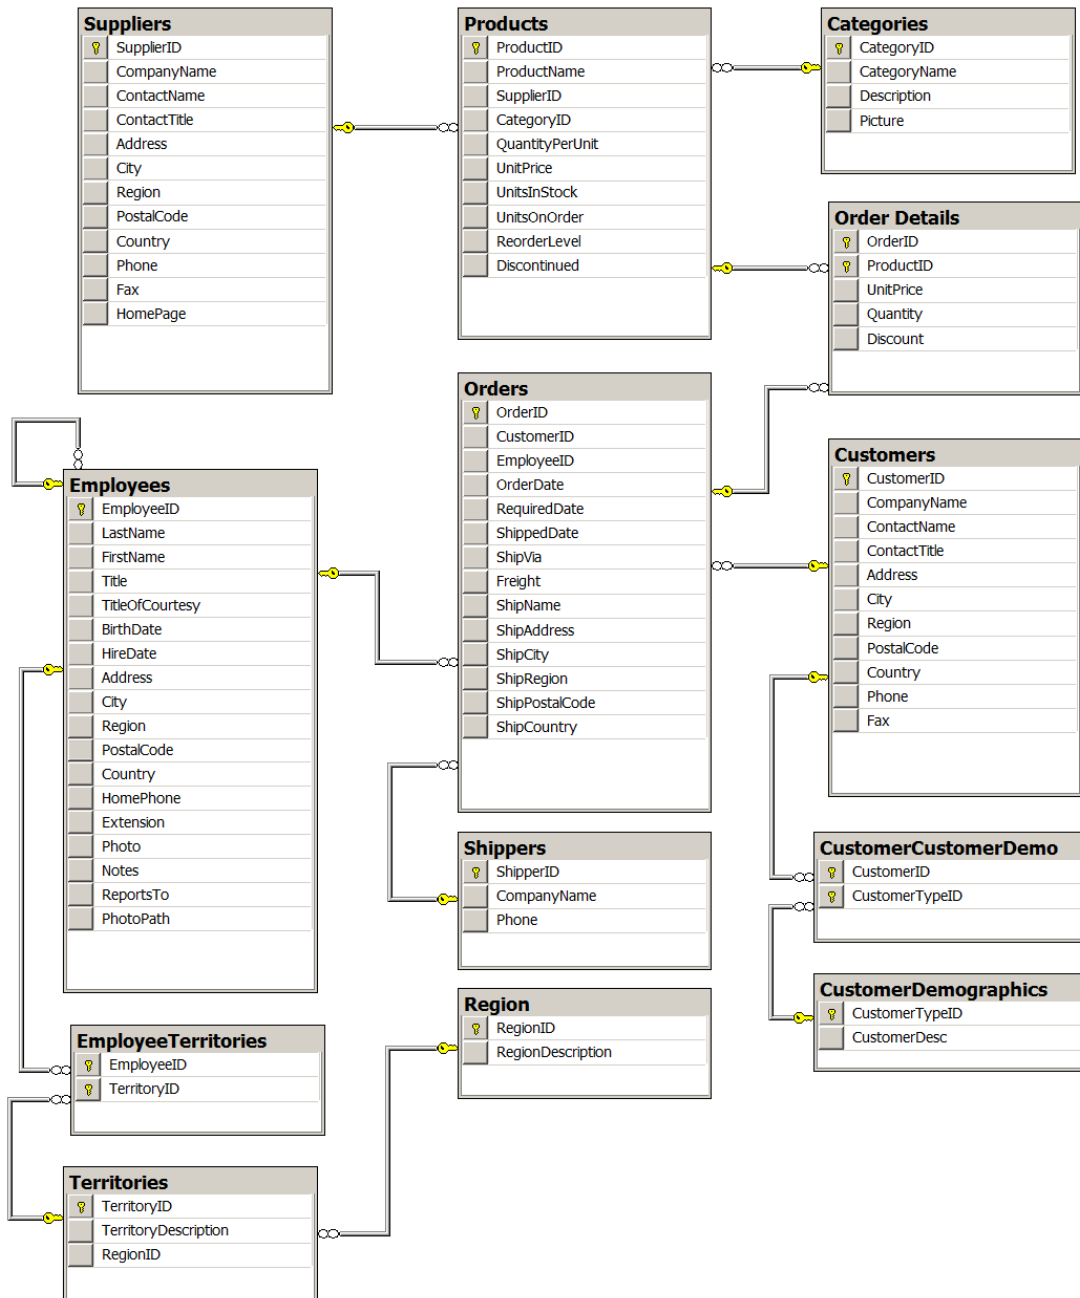 Suppliers
SupplierID
CompanyName
ContactName
ContactTitle
Address
City
Region
PostalCode
Country
Phone
Fax
HomePage
Products
ProductID
ProductName
SupplierID
CategoryID
QuantityPerUnit
UnitPrice
UnitsInStock
UnitsOnOrder
ReorderLevel
Discontinued
Categories
CategoryID
CategoryName
Description
Picture
Order Details
OrderID
ProductID
UnitPrice
Quantity
Discount
Employees
EmployeeID
LastName
FirstName
Title
TitleOfCourtesy
BirthDate
HireDate
Address
City
Region
PostalCode
Country
HomePhone
Extension
Photo
Notes
ReportsTo
PhotoPath
Orders
OrderID
CustomerID
EmployeeID
OrderDate
RequiredDate
ShippedDate
ShipVia
Freight
ShipName
ShipAddress
ShipCity
ShipRegion
ShipPostalCode
ShipCountry
Customers
CustomerID
CompanyName
ContactName
ContactTitle
Address
City
Region
PostalCode
Country
Phone
Fax
Shippers
ShipperID
CompanyName
Phone
CustomerCustomerDemo
CustomerID
CustomerTypeID
CustomerDemographics
CustomerTypeID
CustomerDesc
Region
RegionID
RegionDescription
EmployeeTerritories
EmployeeID
TerritoryID
Territories
TerritoryID
TerritoryDescription
RegionID